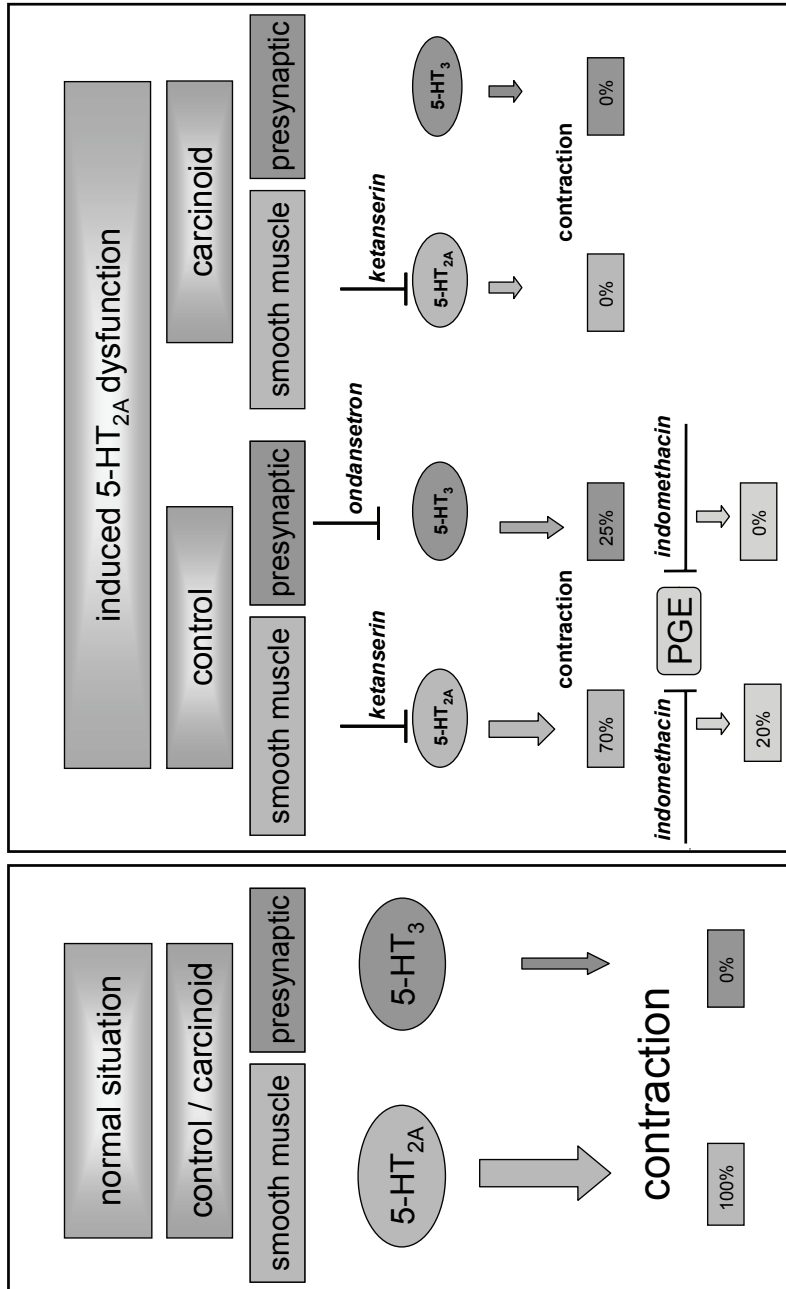 normal situation
control / carcinoid
smooth muscle
presynaptic
5-HT2A
5-HT3
contraction
100%
0%
induced 5-HT2A dysfunction
control
carcinoid
smooth muscle
presynaptic
smooth muscle
presynaptic
ketanserin
ondansetron
ketanserin
5-HT2A
5-HT3
5-HT2A
5-HT3
contraction
contraction
70%
25%
0%
0%
indomethacin
PGE
indomethacin
20%
0%